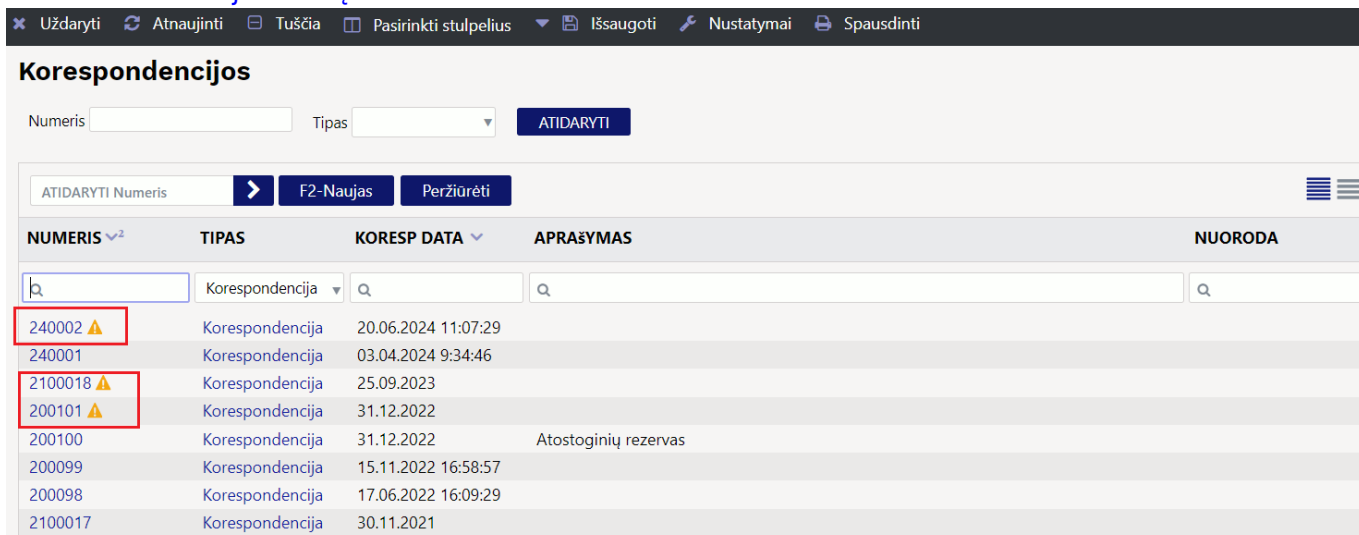 Uždaryti Atnaujinti Tuščia Pasirinkti stulpelius Išsaugoti Nustatymai Spausdinti
Korespondencijos
Numeris Tipas ATIDARYTI
ATIDARYTI Numeris F2-Naujas Peržiūrėti
NUMERIS 2 TIPAS KORESP DATA APRAšYMAS NUORODA
Korespondencija
240002 Korespondencija 20.06.2024 11:07:29
240001 Korespondencija 03.04.2024 9:34:46
2100018 Korespondencija 25.09.2023
200101 Korespondencija 31.12.2022
200100 Korespondencija 31.12.2022 Atostoginių rezervas
200099 Korespondencija 15.11.2022 16:58:57
200098 Korespondencija 17.06.2022 16:09:29
2100017 Korespondencija 30.11.2021